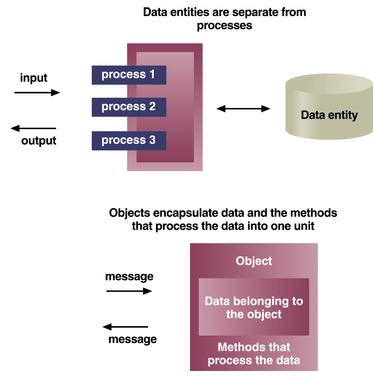 Data entities are separate from
processes
input
process 1
process 2
process 3
output
Data entity
Objects encapsulate data and the methods
that process the data into one unit
message
Object
Data belonging to
the object
message
Methods that
process the data